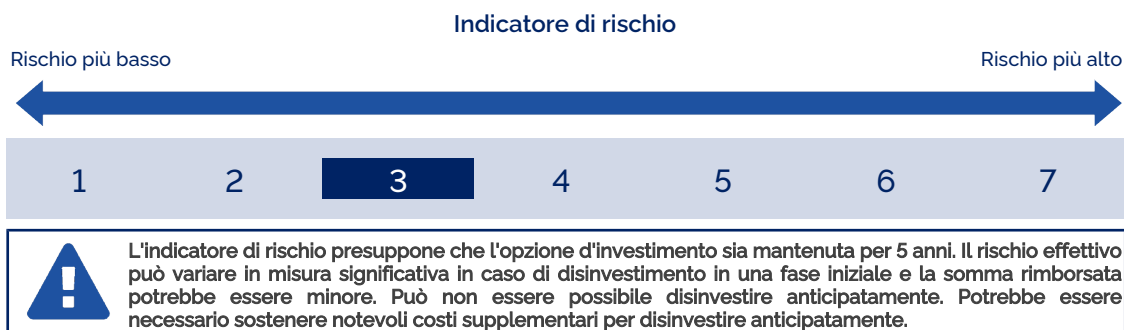 Indicatore di rischio
Rischio più basso
Rischio più alto
1 2 3 4 5 6 7
L'indicatore di rischio presuppone che l'opzione d'investimento sia mantenuta per 5 anni. Il rischio effettivo
può variare in misura significativa in caso di disinvestimento in una fase iniziale e la somma rimborsata
potrebbe essere minore. Può non essere possibile disinvestire anticipatamente. Potrebbe essere
necessario sostenere notevoli costi supplementari per disinvestire anticipatamente.